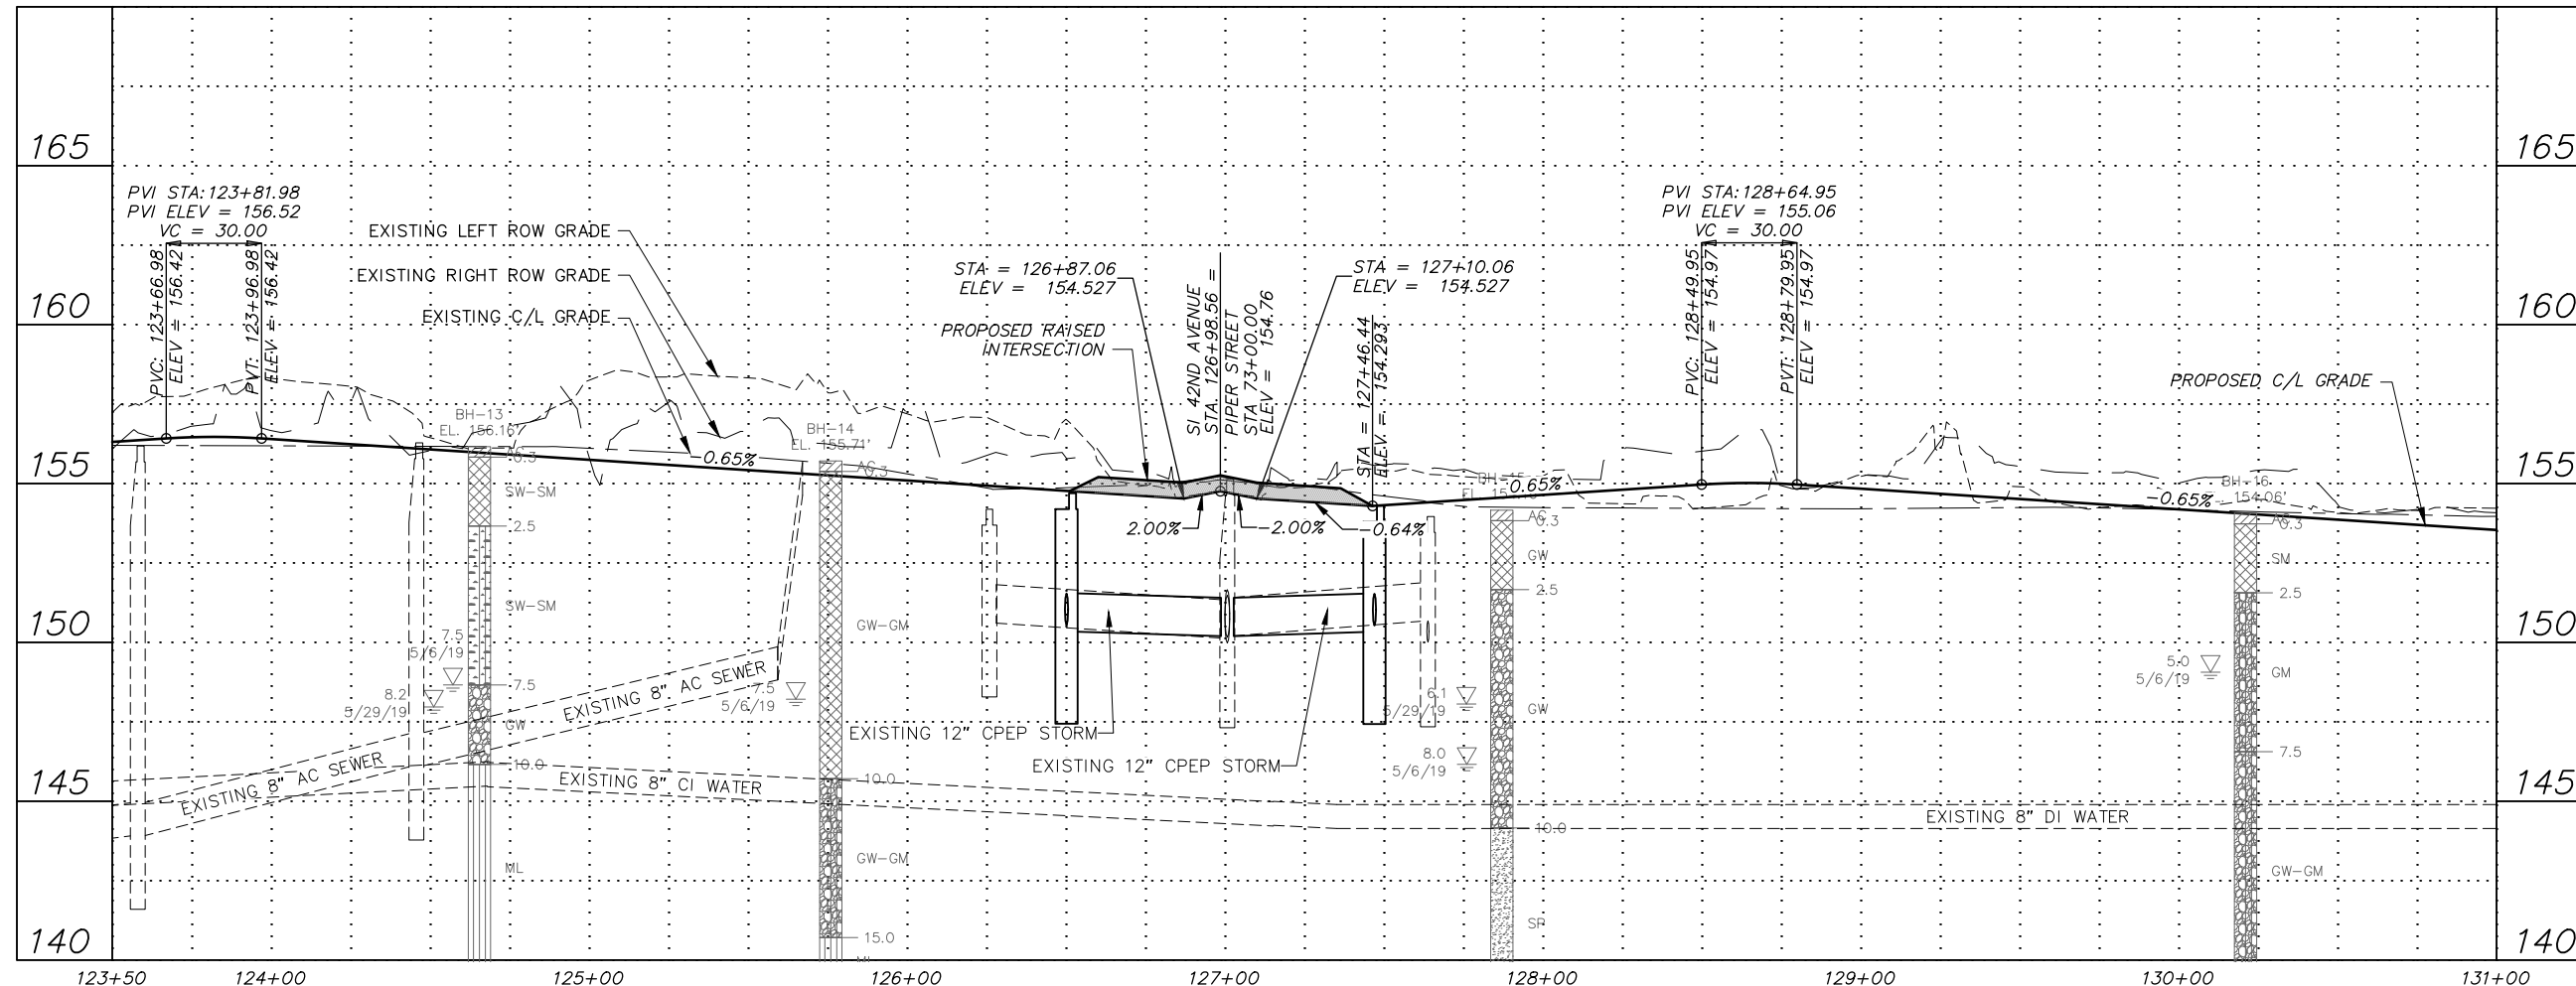 165
165
160
160
155
155
150
150
145
145
140
140
PVI STA:123+81.98
PVI ELEV = 156.52
VC = 30.00
PVC: 123+66.98
ELEV = 156.42
PVT: 123+96.98
ELEV = 156.42
EXISTING LEFT ROW GRADE
EXISTING RIGHT ROW GRADE
EXISTING C/L GRADE
STA = 126+87.06
ELEV = 154.527
PROPOSED RAISED
INTERSECTION
SI 42ND AVENUE
STA. 126+98.56 =
PIPER STREET
STA 73+00.00
ELEV = 154.76
STA = 127+10.06
ELEV = 154.527
STA = 127+46.44
ELEV = 154.293
PVI STA:128+64.95
PVI ELEV = 155.06
VC = 30.00
PVC: 128+49.95
ELEV = 154.97
PVT: 128+79.95
ELEV = 154.97
PROPOSED C/L GRADE
BH-13
EL. 156.16'
0.3
SW-SM
2.5
SW-SM
7.5
5/6/19
7.5
8.2
5/29/19
GW
10.0
ML
-0.65%
BH-14
EL. 155.71'
AC
0.3
GW-GM
7.5
5/6/19
10.0
GW-GM
15.0
2.00%
-2.00%
-0.64%
0.65%
BH-15
AC
0.3
GW
2.5
6.1
5/29/19
GW
8.0
5/6/19
10.0
SP
-0.65%
BH-16
154.06'
0.3
SM
2.5
5.0
5/6/19
GM
7.5
GW-GM
EXISTING 8" AC SEWER
EXISTING 8" AC SEWER
EXISTING 8" CI WATER
EXISTING 12" CPEP STORM
EXISTING 12" CPEP STORM
EXISTING 8" DI WATER
123+50
124+00
125+00
126+00
127+00
128+00
129+00
130+00
131+00